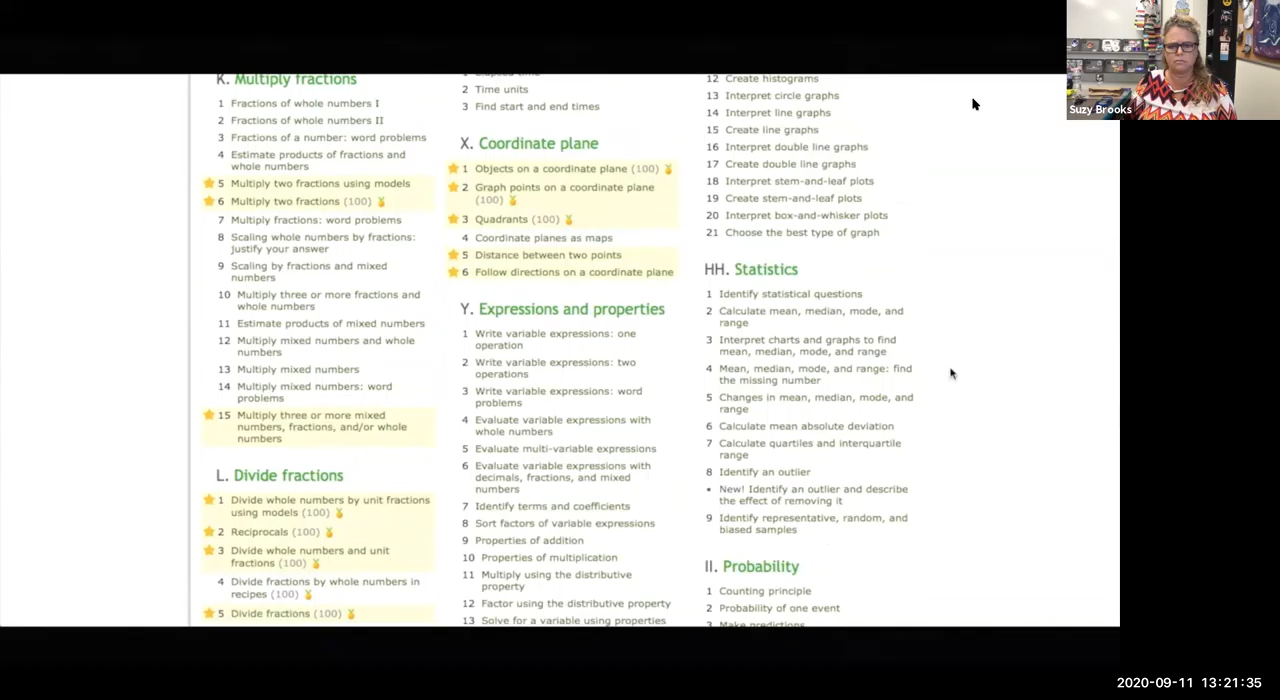 K. Multiply fractions
1 Fractions of whole numbers I
2 Fractions of whole numbers II
3 Fractions of a number: word problems
4 Estimate products of fractions and
whole numbers
5 Multiply two fractions using models
6 Multiply two fractions (100)
7 Multiply fractions: word problems
8 Scaling whole numbers by fractions:
justify your answer
9 Scaling by fractions and mixed
numbers
10 Multiply three or more fractions and
whole numbers
11 Estimate products of mixed numbers
12 Multiply mixed numbers and whole
numbers
13 Multiply mixed numbers
14 Multiply mixed numbers: word
problems
15 Multiply three or more mixed
numbers, fractions, and/or whole
numbers
L. Divide fractions
1 Divide whole numbers by unit fractions
using models (100)
2 Reciprocals (100)
3 Divide whole numbers and unit
fractions (100)
4 Divide fractions by whole numbers in
recipes (100)
5 Divide fractions (100)
1 Elapsed time
2 Time units
3 Find start and end times
X. Coordinate plane
1 Objects on a coordinate plane (100)
2 Graph points on a coordinate plane
(100)
3 Quadrants (100)
4 Coordinate planes as maps
5 Distance between two points
6 Follow directions on a coordinate plane
Y. Expressions and properties
1 Write variable expressions: one
operation
2 Write variable expressions: two
operations
3 Write variable expressions: word
problems
4 Evaluate variable expressions with
whole numbers
5 Evaluate multi-variable expressions
6 Evaluate variable expressions with
decimals, fractions, and mixed
numbers
7 Identify terms and coefficients
8 Sort factors of variable expressions
9 Properties of addition
10 Properties of multiplication
11 Multiply using the distributive
property
12 Factor using the distributive property
13 Solve for a variable using properties
12 Create histograms
13 Interpret circle graphs
14 Interpret line graphs
15 Create line graphs
16 Interpret double line graphs
17 Create double line graphs
18 Interpret stem-and-leaf plots
19 Create stem-and-leaf plots
20 Interpret box-and-whisker plots
21 Choose the best type of graph
HH. Statistics
1 Identify statistical questions
2 Calculate mean, median, mode, and
range
3 Interpret charts and graphs to find
mean, median, mode, and range
4 Mean, median, mode, and range: find
the missing number
5 Changes in mean, median, mode, and
range
6 Calculate mean absolute deviation
7 Calculate quartiles and interquartile
range
8 Identify an outlier
• New! Identify an outlier and describe
the effect of removing it
9 Identify representative, random, and
biased samples
II. Probability
1 Counting principle
2 Probability of one event
3 Make predictions
Suzy Brooks
2020-09-11 13:21:35